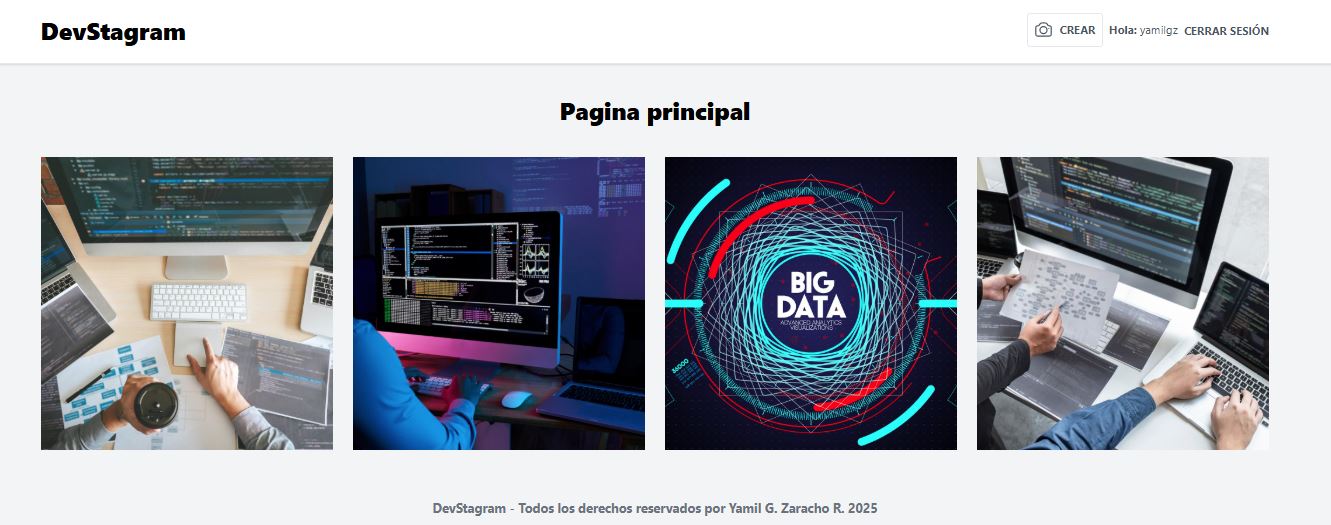 DevStagram
CREAR
Hola: yamilgz
CERRAR SESIÓN
Pagina principal
BIG
DATA
ADVANCED ANALYTICS
VISUALIZATIONS
DevStagram - Todos los derechos reservados por Yamil G. Zaracho R. 2025